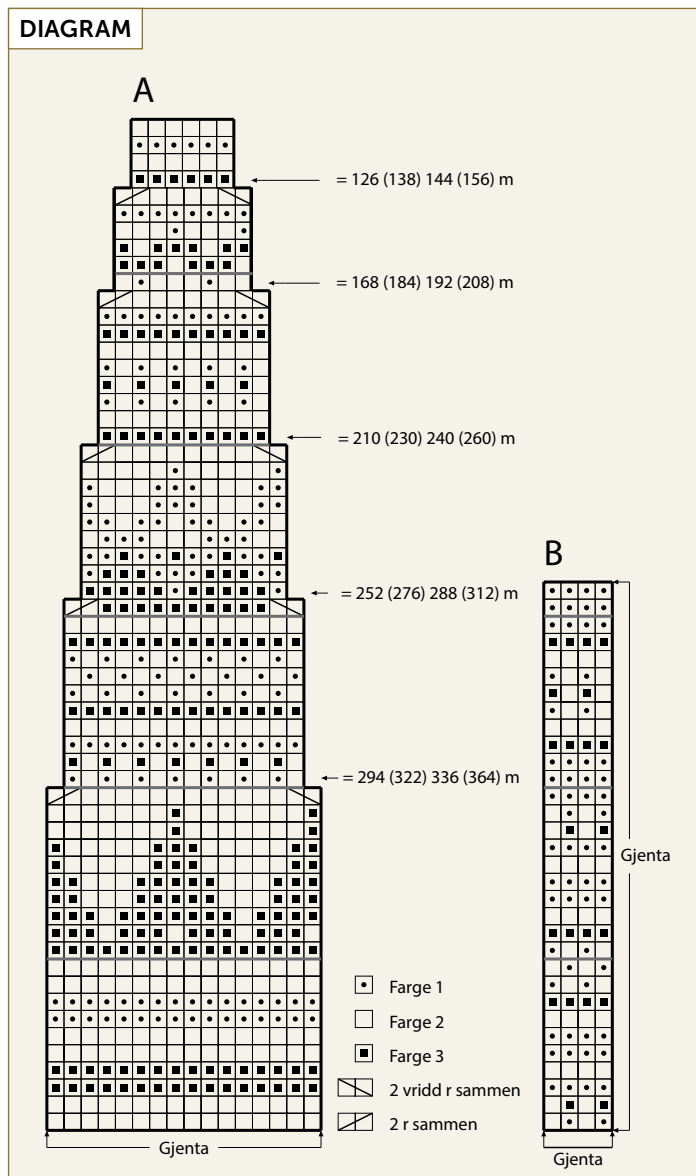 DIAGRAM
A
= 126 (138) 144 (156) m
= 168 (184) 192 (208) m
= 210 (230) 240 (260) m
B
= 252 (276) 288 (312) m
= 294 (322) 336 (364) m
Gjenta
Farge 1
Farge 2
Farge 3
2 vridd r sammen
2 r sammen
Gjenta
Gjenta